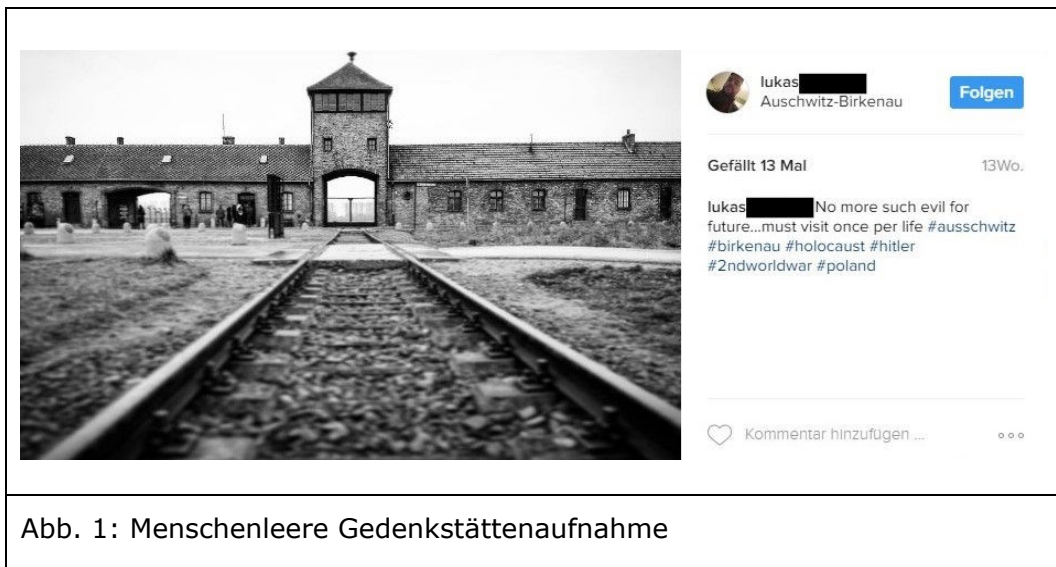 lukas
Auschwitz-Birkenau
Folgen
Gefällt 13 Mal
13Wo.
lukas No more such evil for
future...must visit once per life #ausschwitz
#birkenau #holocaust #hitler
#2ndworldwar #poland
Kommentar hinzufügen ...
Abb. 1: Menschenleere Gedenkstättenaufnahme